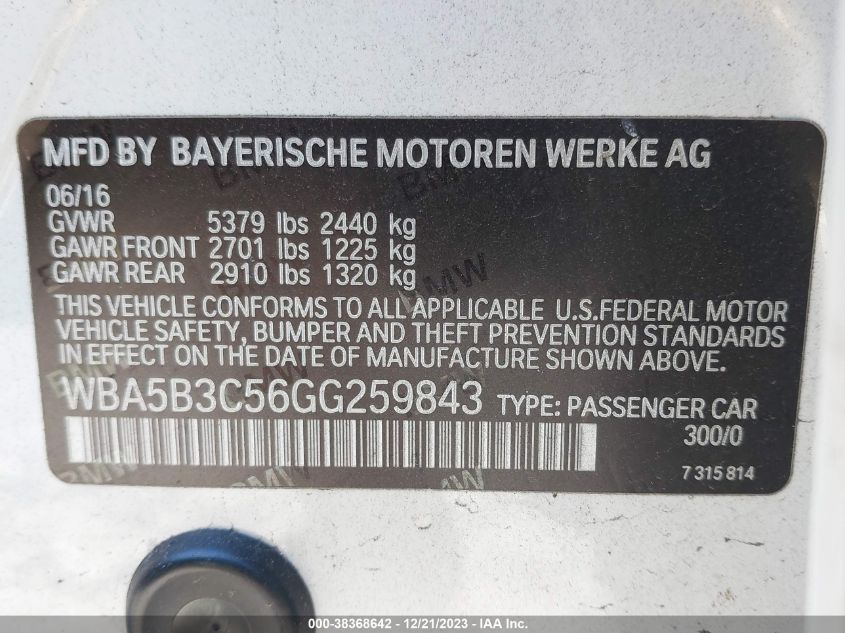 MFD BY BAYERISCHE MOTOREN WERKE AG
06/16
GVWR 5379 lbs 2440 kg
GAWR FRONT 2701 lbs 1225 kg
GAWR REAR 2910 lbs 1320 kg
THIS VEHICLE CONFORMS TO ALL APPLICABLE U.S.FEDERAL MOTOR
VEHICLE SAFETY, BUMPER AND THEFT PREVENTION STANDARDS
IN EFFECT ON THE DATE OF MANUFACTURE SHOWN ABOVE.
WBA5B3C56GG259843 TYPE: PASSENGER CAR
300/0
7 315 814
000-38368642 - 12/21/2023 - IAA Inc.